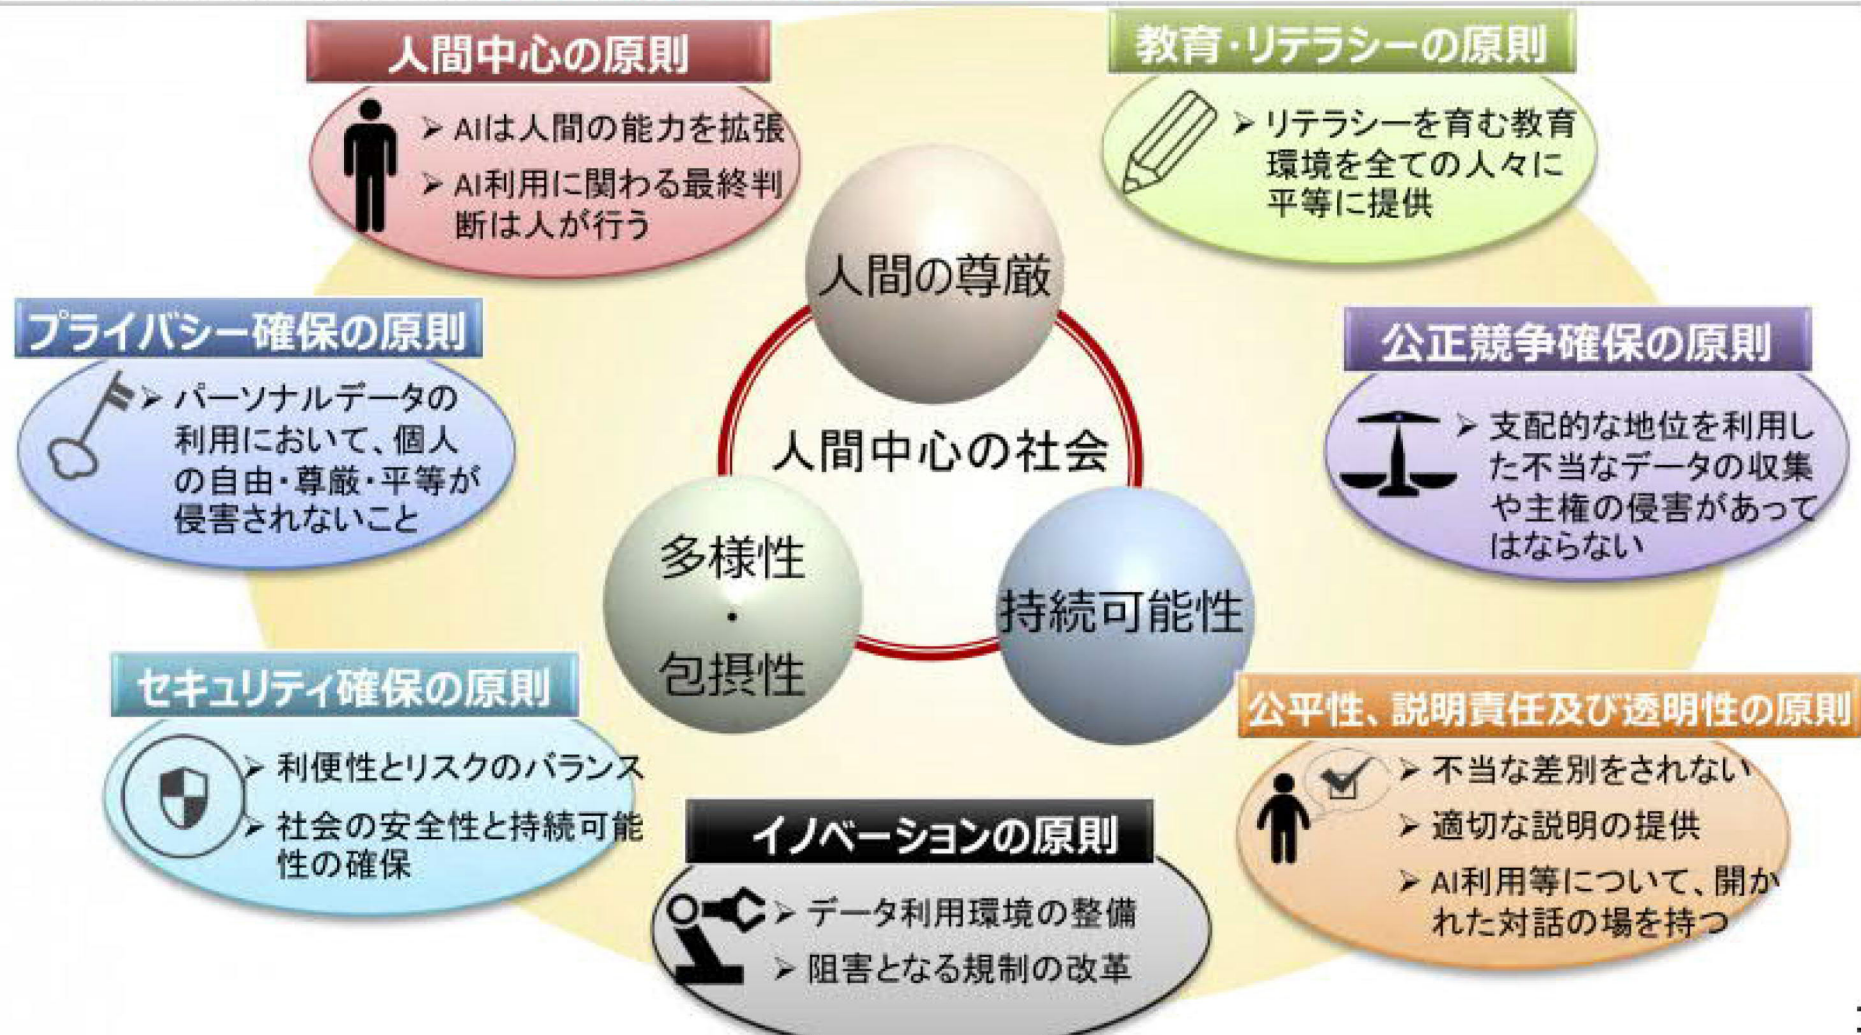 人間中心の原則
➢ AIは人間の能力を拡張
➢ AI利用に関わる最終判
断は人が行う
教育・リテラシーの原則
➢ リテラシーを育む教育
環境を全ての人々に
平等に提供
プライバシー確保の原則
➢ パーソナルデータの
利用において、個人
の自由・尊厳・平等が
侵害されないこと
人間の尊厳
人間中心の社会
多様性
・
包摂性
持続可能性
公正競争確保の原則
➢ 支配的な地位を利用し
た不当なデータの収集
や主権の侵害があって
はならない
セキュリティ確保の原則
➢ 利便性とリスクのバランス
➢ 社会の安全性と持続可能
性の確保
イノベーションの原則
➢ データ利用環境の整備
➢ 阻害となる規制の改革
公平性、説明責任及び透明性の原則
➢ 不当な差別をされない
➢ 適切な説明の提供
➢ AI利用等について、開か
れた対話の場を持つ